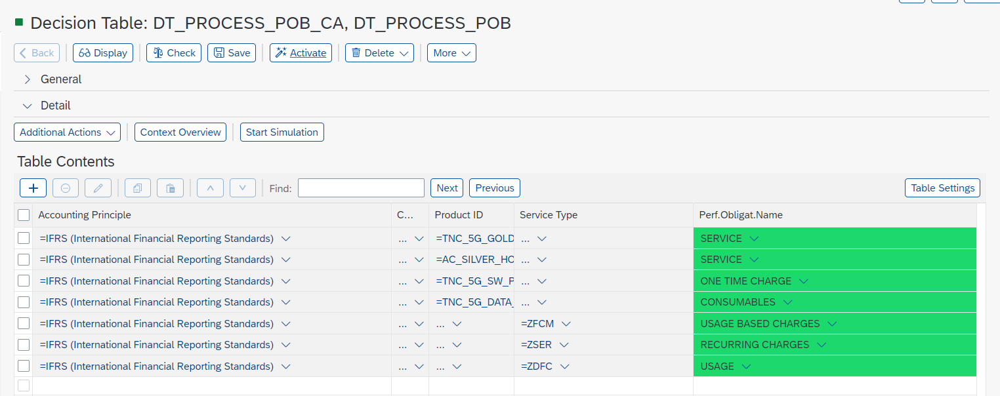 Decision Table: DT_PROCESS_POB_CA, DT_PROCESS_POB
Back Display Check Save Activate Delete More
General
Detail
Additional Actions Context Overview Start Simulation
Table Contents
Find: Next Previous Table Settings
Accounting Principle C... Product ID Service Type Perf.Obligat.Name
=IFRS (International Financial Reporting Standards) ... =TNC_5G_GOLD ... SERVICE
=IFRS (International Financial Reporting Standards) ... =AC_SILVER_HO ... SERVICE
=IFRS (International Financial Reporting Standards) ... =TNC_5G_SW_P ... ONE TIME CHARGE
=IFRS (International Financial Reporting Standards) ... =TNC_5G_DATA_ ... CONSUMABLES
=IFRS (International Financial Reporting Standards) ... ... =ZFCM USAGE BASED CHARGES
=IFRS (International Financial Reporting Standards) ... ... =ZSER RECURRING CHARGES
=IFRS (International Financial Reporting Standards) ... ... =ZDFC USAGE